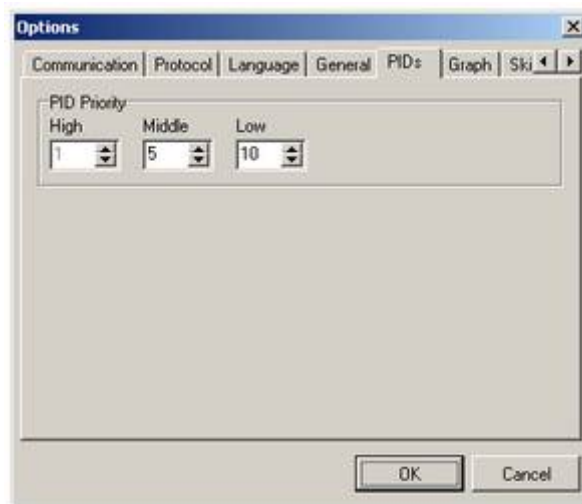 Options
Communication Protocol Language General PIDs Graph Ski
PID Priority
High Middle Low
1 5 10
OK Cancel